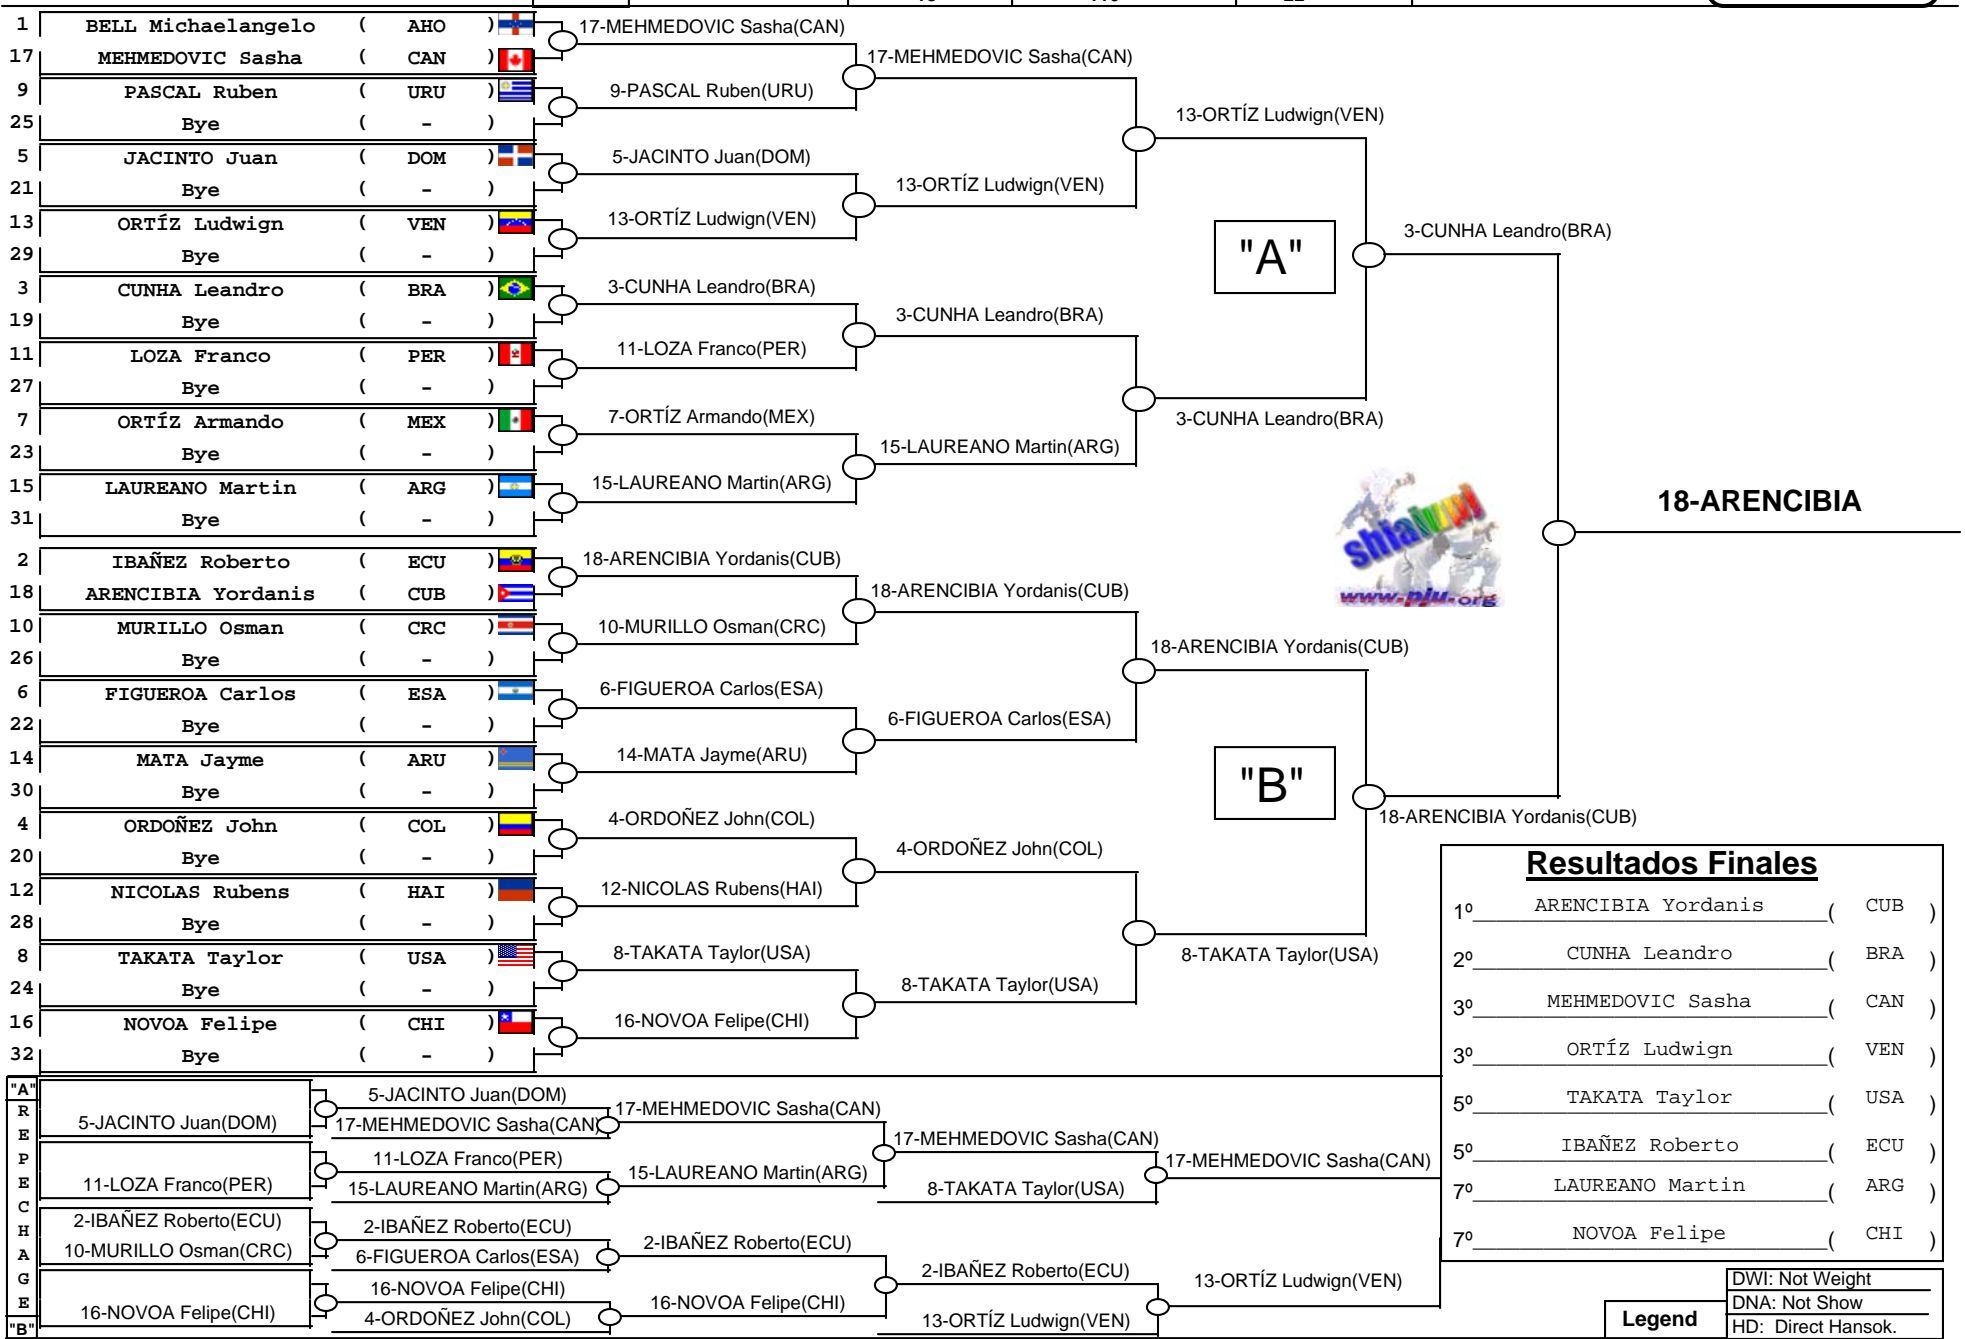 1 BELL Michaelangelo ( AHO )
17 MEHMEDOVIC Sasha ( CAN )
9 PASCAL Ruben ( URU )
25 Bye ( - )
5 JACINTO Juan ( DOM )
21 Bye ( - )
13 ORTÍZ Ludwign ( VEN )
29 Bye ( - )
3 CUNHA Leandro ( BRA )
19 Bye ( - )
11 LOZA Franco ( PER )
27 Bye ( - )
7 ORTÍZ Armando ( MEX )
23 Bye ( - )
15 LAUREANO Martin ( ARG )
31 Bye ( - )
2 IBAÑEZ Roberto ( ECU )
18 ARENCIBIA Yordanis ( CUB )
10 MURILLO Osman ( CRC )
26 Bye ( - )
6 FIGUEROA Carlos ( ESA )
22 Bye ( - )
14 MATA Jayme ( ARU )
30 Bye ( - )
4 ORDOÑEZ John ( COL )
20 Bye ( - )
12 NICOLAS Rubens ( HAI )
28 Bye ( - )
8 TAKATA Taylor ( USA )
24 Bye ( - )
16 NOVOA Felipe ( CHI )
32 Bye ( - )
17-MEHMEDOVIC Sasha(CAN)
9-PASCAL Ruben(URU)
5-JACINTO Juan(DOM)
13-ORTÍZ Ludwign(VEN)
3-CUNHA Leandro(BRA)
11-LOZA Franco(PER)
7-ORTÍZ Armando(MEX)
15-LAUREANO Martin(ARG)
18-ARENCIBIA Yordanis(CUB)
10-MURILLO Osman(CRC)
6-FIGUEROA Carlos(ESA)
14-MATA Jayme(ARU)
4-ORDOÑEZ John(COL)
12-NICOLAS Rubens(HAI)
8-TAKATA Taylor(USA)
16-NOVOA Felipe(CHI)
17-MEHMEDOVIC Sasha(CAN)
13-ORTÍZ Ludwign(VEN)
3-CUNHA Leandro(BRA)
15-LAUREANO Martin(ARG)
18-ARENCIBIA Yordanis(CUB)
6-FIGUEROA Carlos(ESA)
4-ORDOÑEZ John(COL)
8-TAKATA Taylor(USA)
13-ORTÍZ Ludwign(VEN)
3-CUNHA Leandro(BRA)
18-ARENCIBIA Yordanis(CUB)
8-TAKATA Taylor(USA)
"A"
"B"
3-CUNHA Leandro(BRA)
18-ARENCIBIA Yordanis(CUB)
www.pju.org
18-ARENCIBIA
Resultados Finales
1º ARENCIBIA Yordanis ( CUB )
2º CUNHA Leandro ( BRA )
3º MEHMEDOVIC Sasha ( CAN )
3º ORTÍZ Ludwign ( VEN )
5º TAKATA Taylor ( USA )
5º IBAÑEZ Roberto ( ECU )
7º LAUREANO Martin ( ARG )
7º NOVOA Felipe ( CHI )
"A"
REPECHAGE
"B"
5-JACINTO Juan(DOM)
11-LOZA Franco(PER)
2-IBAÑEZ Roberto(ECU)
10-MURILLO Osman(CRC)
16-NOVOA Felipe(CHI)
5-JACINTO Juan(DOM)
17-MEHMEDOVIC Sasha(CAN)
11-LOZA Franco(PER)
15-LAUREANO Martin(ARG)
2-IBAÑEZ Roberto(ECU)
6-FIGUEROA Carlos(ESA)
16-NOVOA Felipe(CHI)
4-ORDOÑEZ John(COL)
17-MEHMEDOVIC Sasha(CAN)
15-LAUREANO Martin(ARG)
2-IBAÑEZ Roberto(ECU)
16-NOVOA Felipe(CHI)
17-MEHMEDOVIC Sasha(CAN)
8-TAKATA Taylor(USA)
2-IBAÑEZ Roberto(ECU)
13-ORTÍZ Ludwign(VEN)
17-MEHMEDOVIC Sasha(CAN)
13-ORTÍZ Ludwign(VEN)
Legend
DWI: Not Weight
DNA: Not Show
HD: Direct Hansok.